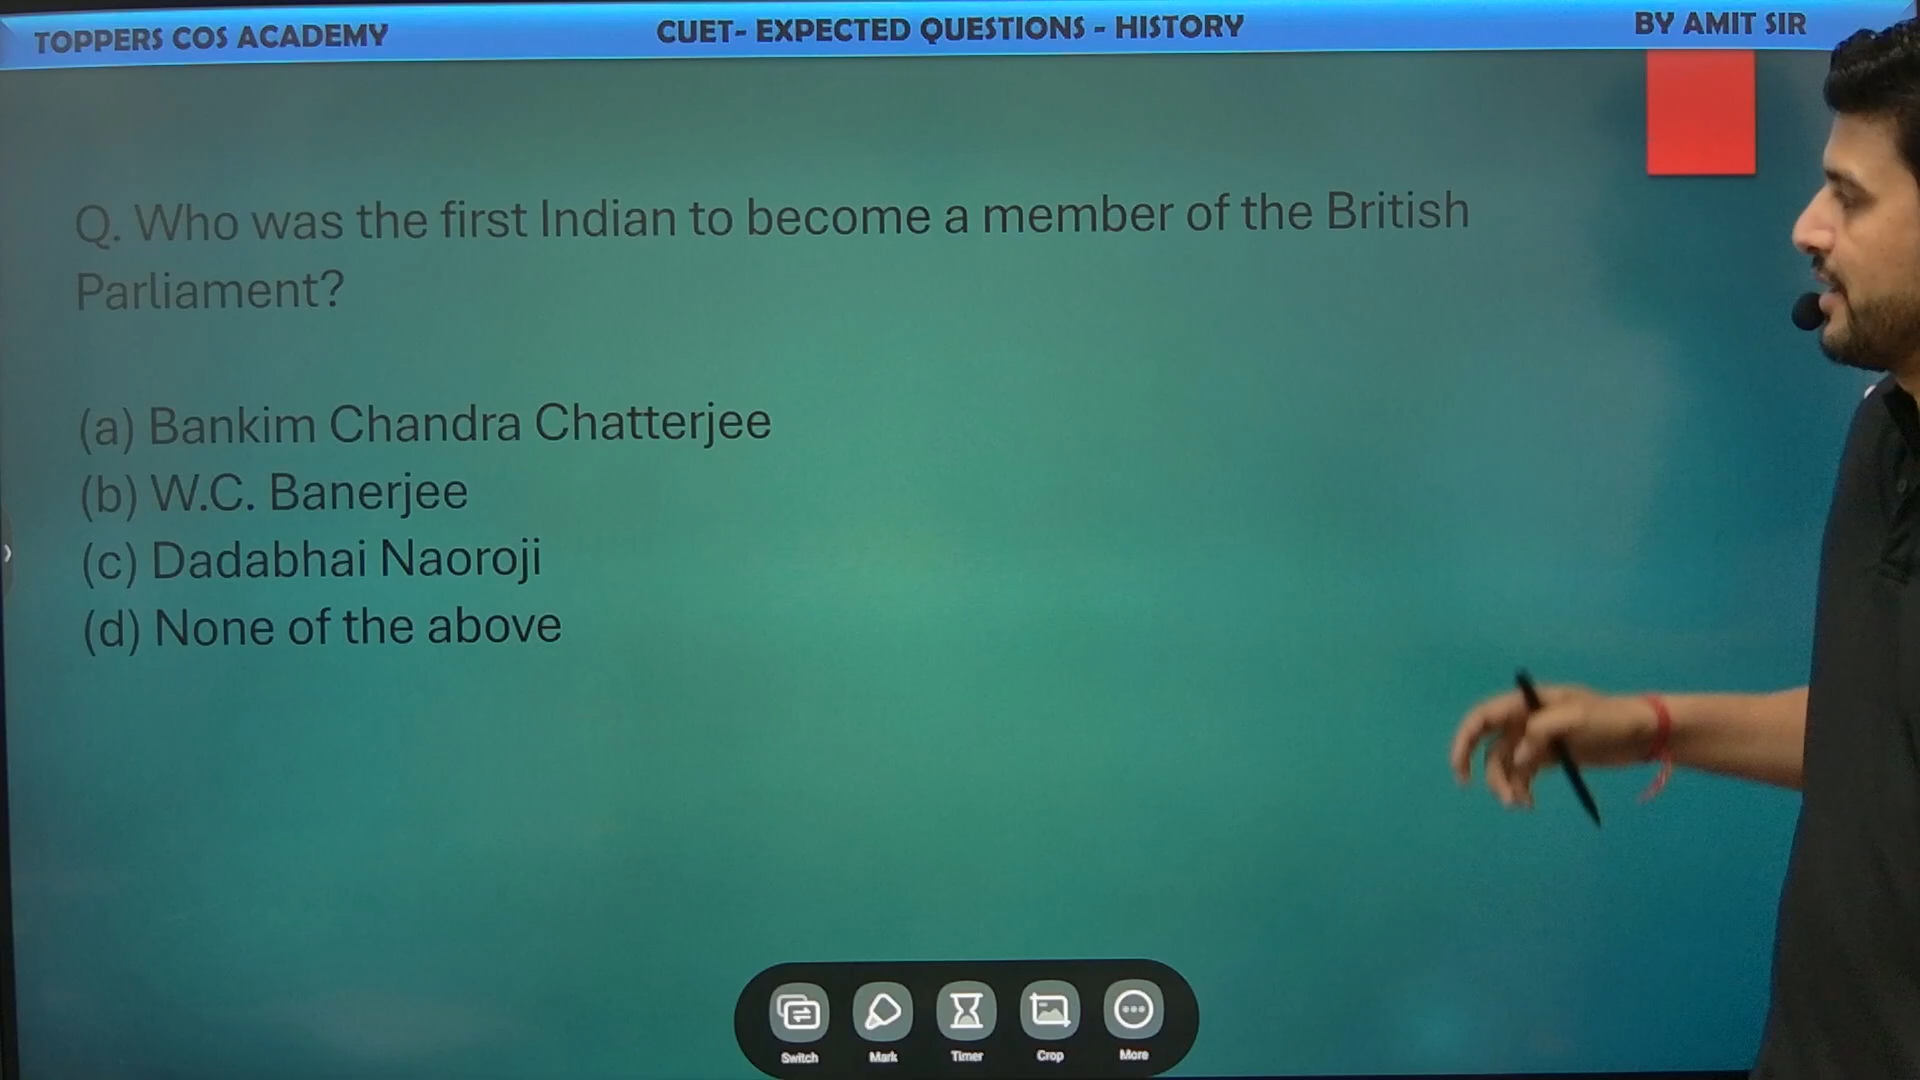 TOPPERS COS ACADEMY
CUET- EXPECTED QUESTIONS - HISTORY
BY AMIT SIR
Q. Who was the first Indian to become a member of the British
Parliament?
(a) Bankim Chandra Chatterjee
(b) W.C. Banerjee
(c) Dadabhai Naoroji
(d) None of the above
Switch
Mark
Timer
Crop
More